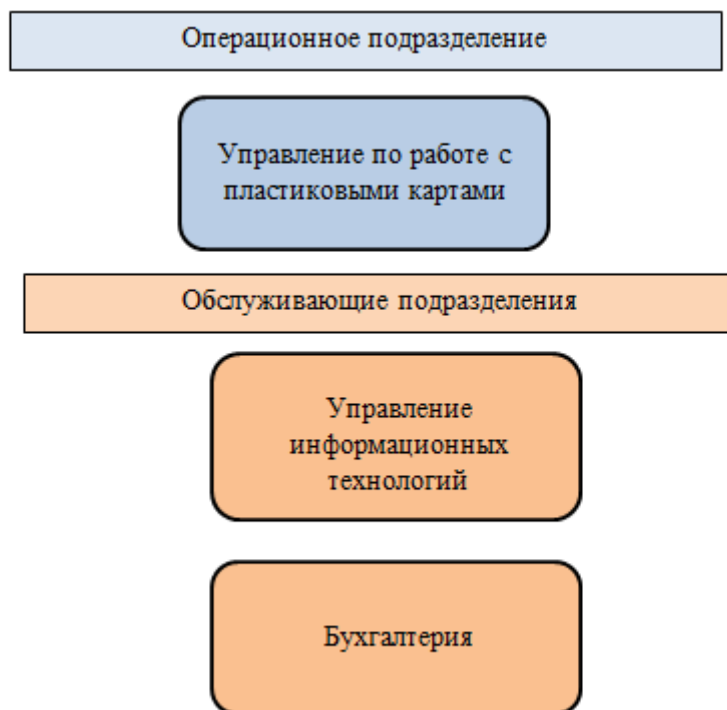 Операционное подразделение
Управление по работе с
пластиковыми картами
Обслуживающие подразделения
Управление
информационных
технологий
Бухгалтерия